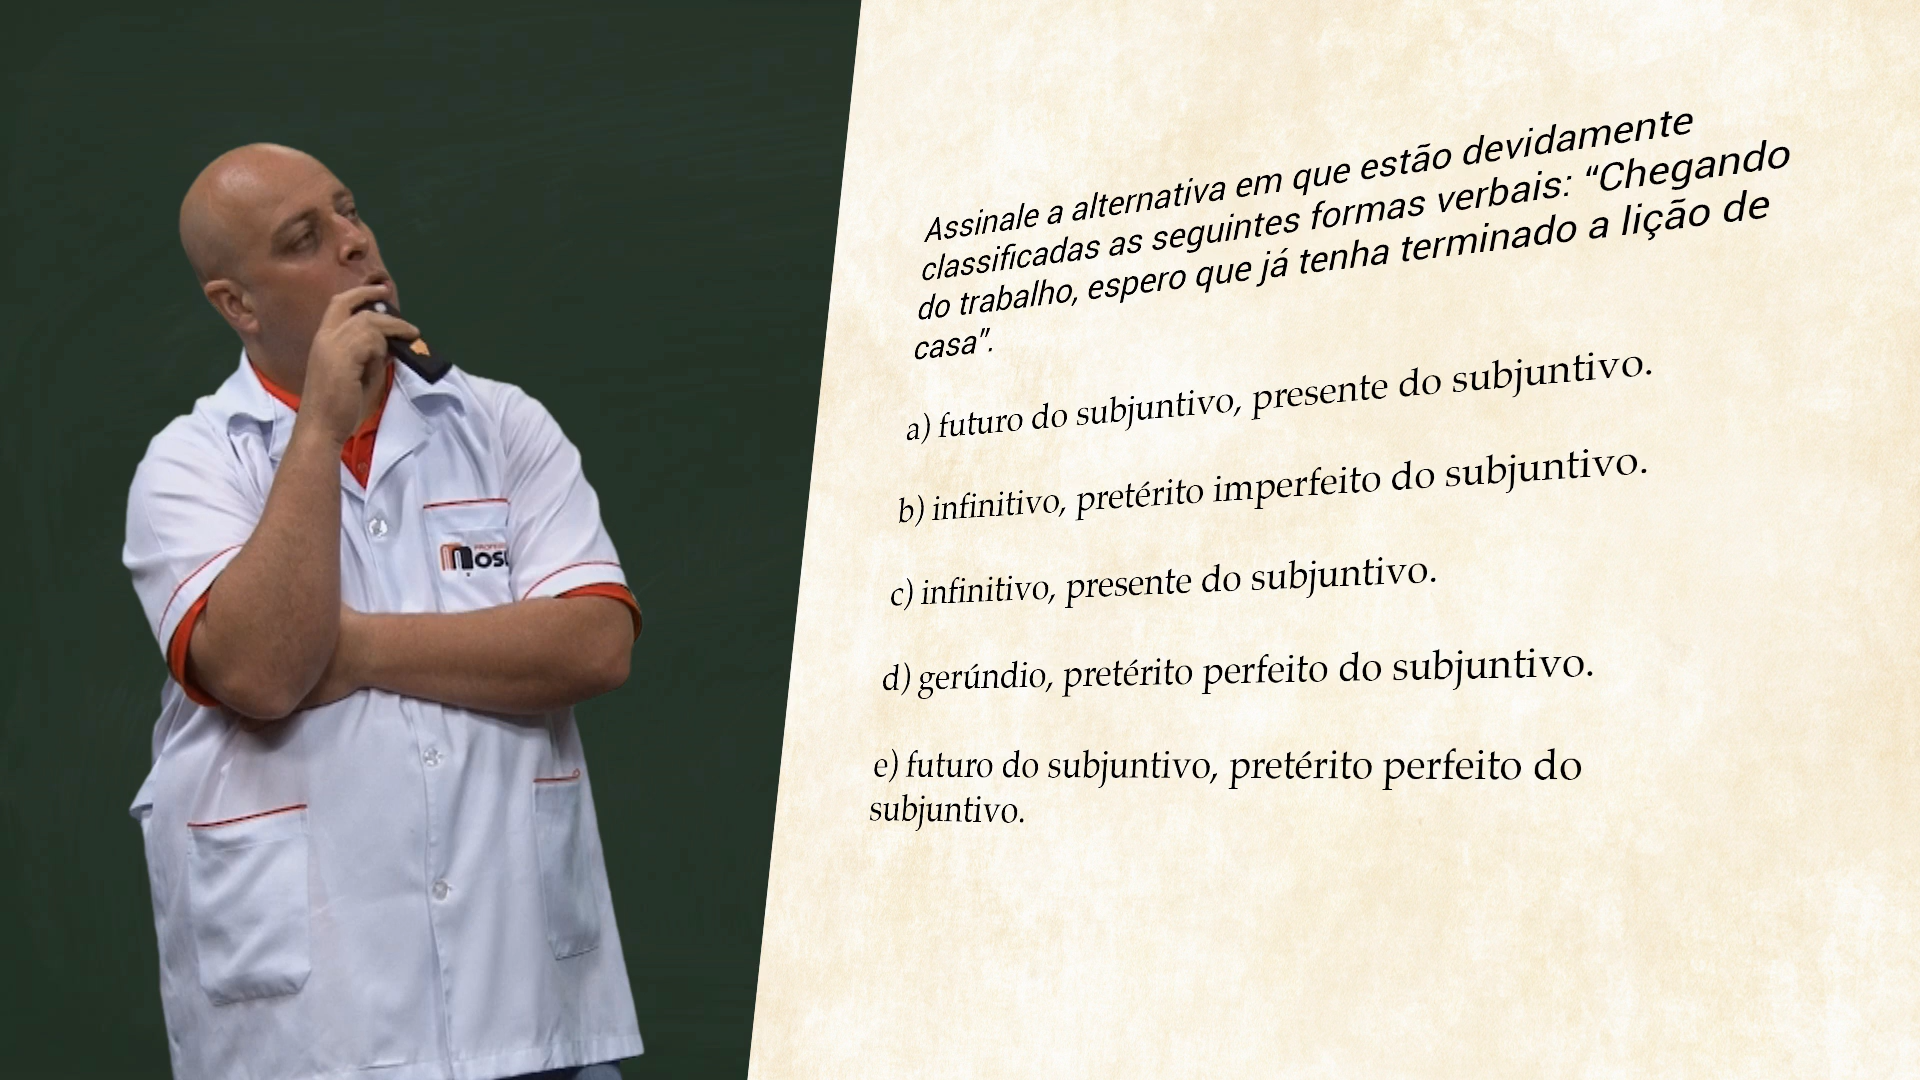 Assinale a alternativa em que estão devidamente
classificadas as seguintes formas verbais: “Chegando
do trabalho, espero que já tenha terminado a lição de
casa”.
a) futuro do subjuntivo, presente do subjuntivo.
b) infinitivo, pretérito imperfeito do subjuntivo.
c) infinitivo, presente do subjuntivo.
d) gerúndio, pretérito perfeito do subjuntivo.
e) futuro do subjuntivo, pretérito perfeito do
subjuntivo.